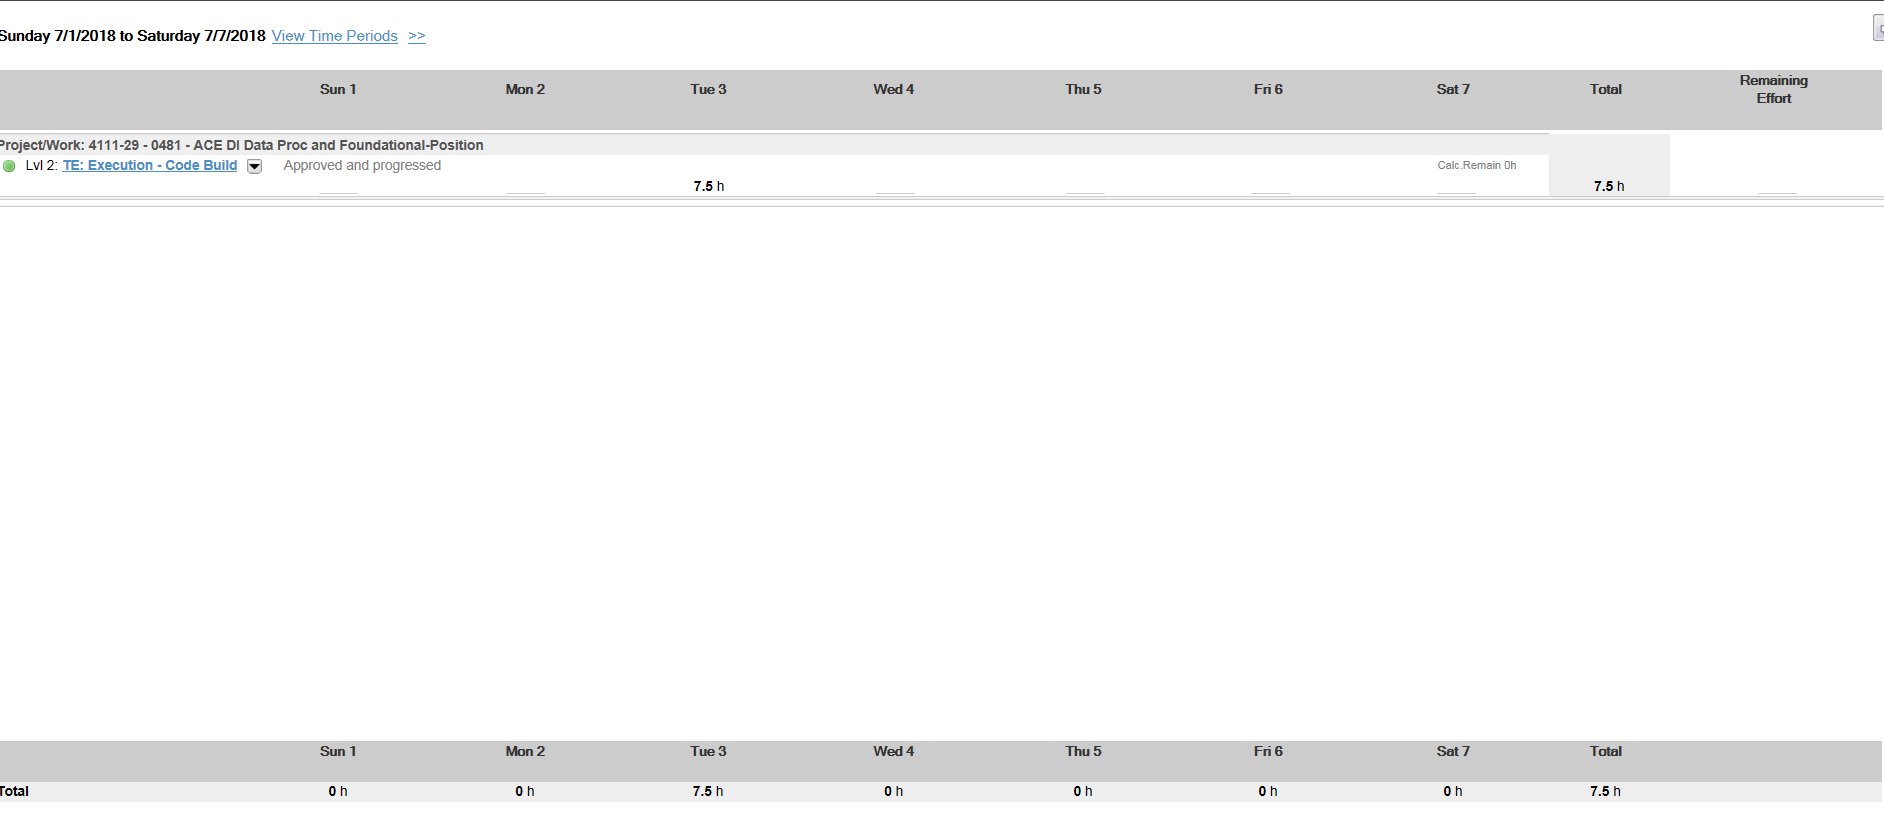 Sunday 7/1/2018 to Saturday 7/7/2018 View Time Periods >>
Sun 1 Mon 2 Tue 3 Wed 4 Thu 5 Fri 6 Sat 7 Total Remaining Effort
Project/Work: 4111-29 - 0481 - ACE DI Data Proc and Foundational-Position
Lvl 2: TE: Execution - Code Build Approved and progressed Calc.Remain 0h
7.5 h 7.5 h
Sun 1 Mon 2 Tue 3 Wed 4 Thu 5 Fri 6 Sat 7 Total
Total 0 h 0 h 7.5 h 0 h 0 h 0 h 0 h 7.5 h